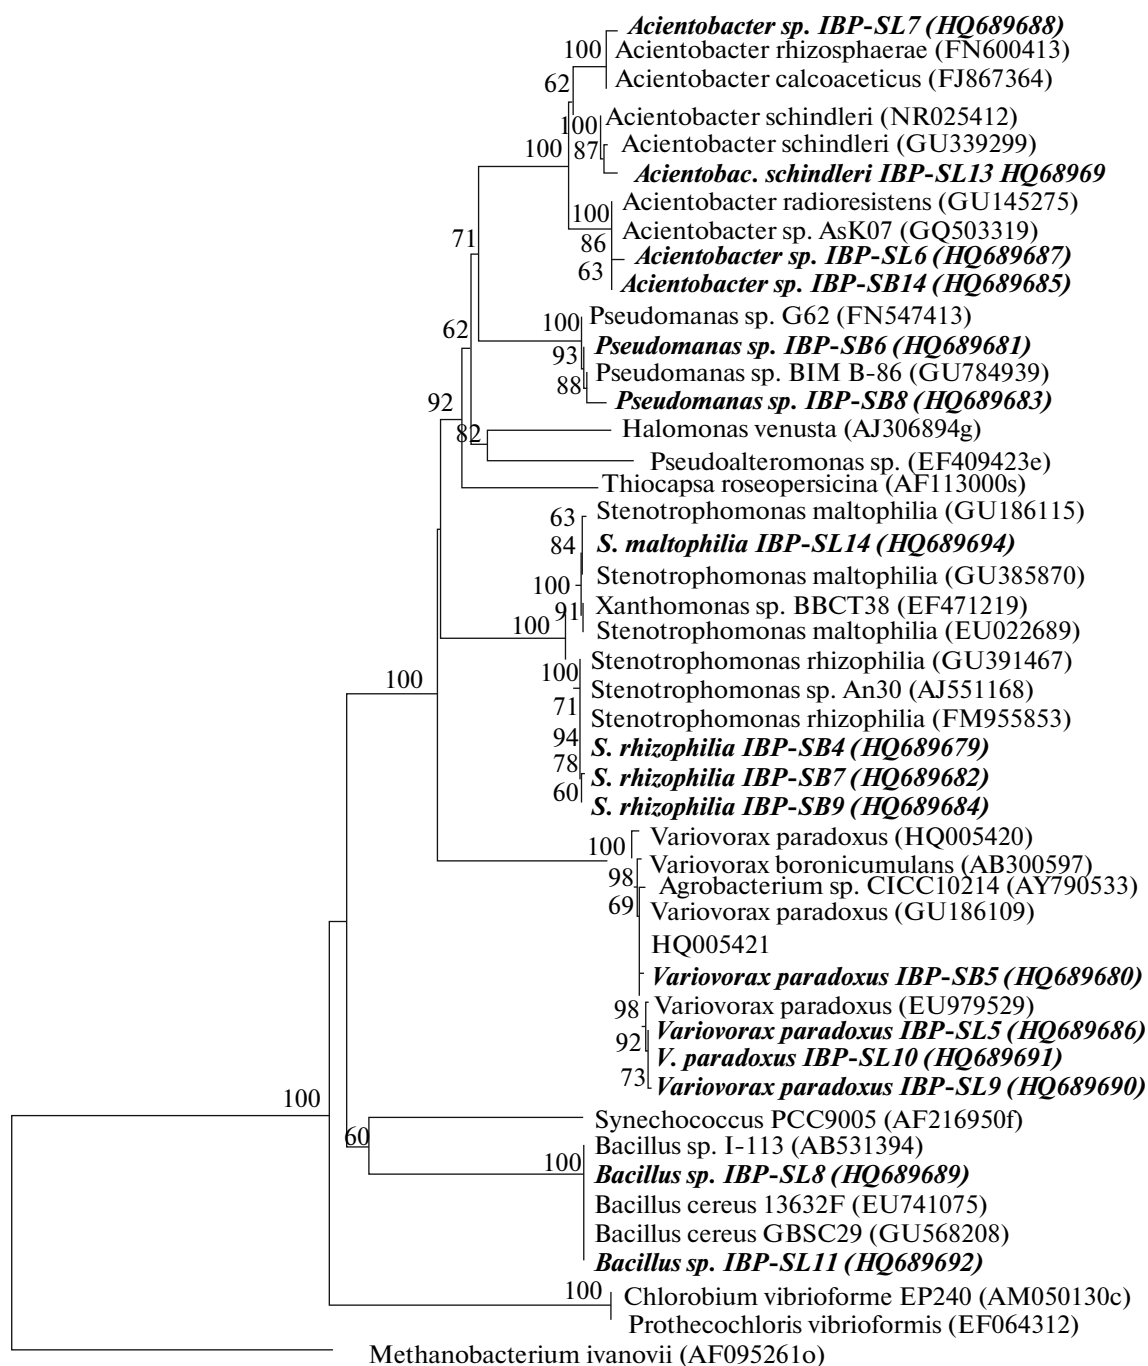 Acientobacter sp. IBP-SL7 (HQ689688)
100 Acientobacter rhizosphaerae (FN600413)
Acientobacter calcoaceticus (FJ867364)
62
Acientobacter schindleri (NR025412)
100
100 87 Acientobacter schindleri (GU339299)
Acientobac. schindleri IBP-SL13 HQ68969
Acientobacter radioresistens (GU145275)
100
71 86 Acientobacter sp. AsK07 (GQ503319)
Acientobacter sp. IBP-SL6 (HQ689687)
63
Acientobacter sp. IBP-SB14 (HQ689685)
62 100 Pseudomanas sp. G62 (FN547413)
Pseudomanas sp. IBP-SB6 (HQ689681)
93
Pseudomanas sp. BIM B-86 (GU784939)
88
92 Pseudomanas sp. IBP-SB8 (HQ689683)
82 Halomonas venusta (AJ306894g)
Pseudoalteromonas sp. (EF409423e)
Thiocapsa roseopersicina (AF113000s)
63 Stenotrophomonas maltophilia (GU186115)
84 S. maltophilia IBP-SL14 (HQ689694)
100 Stenotrophomonas maltophilia (GU385870)
91 Xanthomonas sp. BBCT38 (EF471219)
100 Stenotrophomonas maltophilia (EU022689)
Stenotrophomonas rhizophilia (GU391467)
100
100 Stenotrophomonas sp. An30 (AJ551168)
71
Stenotrophomonas rhizophilia (FM955853)
94 S. rhizophilia IBP-SB4 (HQ689679)
78 S. rhizophilia IBP-SB7 (HQ689682)
60 S. rhizophilia IBP-SB9 (HQ689684)
100 Variovorax paradoxus (HQ005420)
Variovorax boronicumulans (AB300597)
98 Agrobacterium sp. CICC10214 (AY790533)
69 Variovorax paradoxus (GU186109)
HQ005421
Variovorax paradoxus IBP-SB5 (HQ689680)
98 Variovorax paradoxus (EU979529)
Variovorax paradoxus IBP-SL5 (HQ689686)
92
V. paradoxus IBP-SL10 (HQ689691)
73 Variovorax paradoxus IBP-SL9 (HQ689690)
100
Synechococcus PCC9005 (AF216950f)
60 Bacillus sp. I-113 (AB531394)
100 Bacillus sp. IBP-SL8 (HQ689689)
Bacillus cereus 13632F (EU741075)
Bacillus cereus GBSC29 (GU568208)
Bacillus sp. IBP-SL11 (HQ689692)
100 Chlorobium vibrioforme EP240 (AM050130c)
Prothecochloris vibrioformis (EF064312)
Methanobacterium ivanovii (AF095261o)